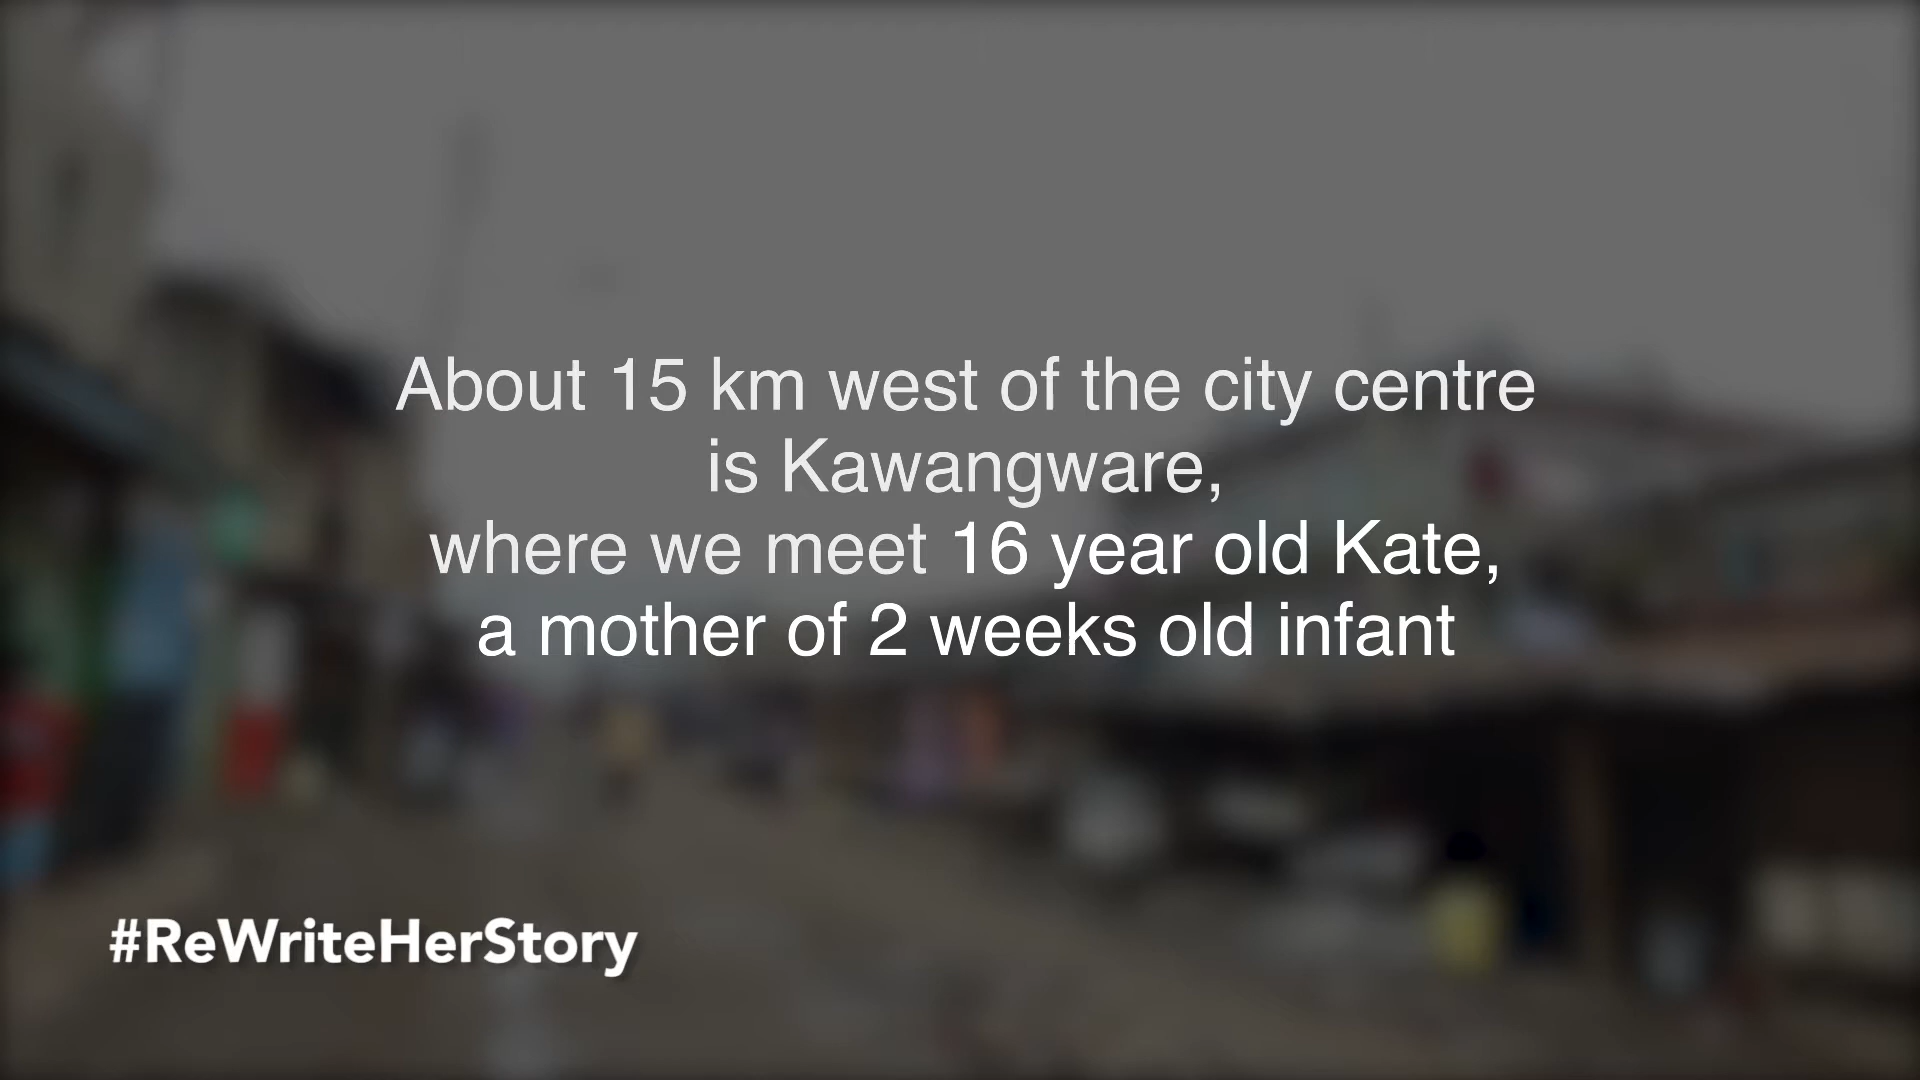 About 15 km west of the city centre
is Kawangware,
where we meet 16 year old Kate,
a mother of 2 weeks old infant
#ReWriteHerStory